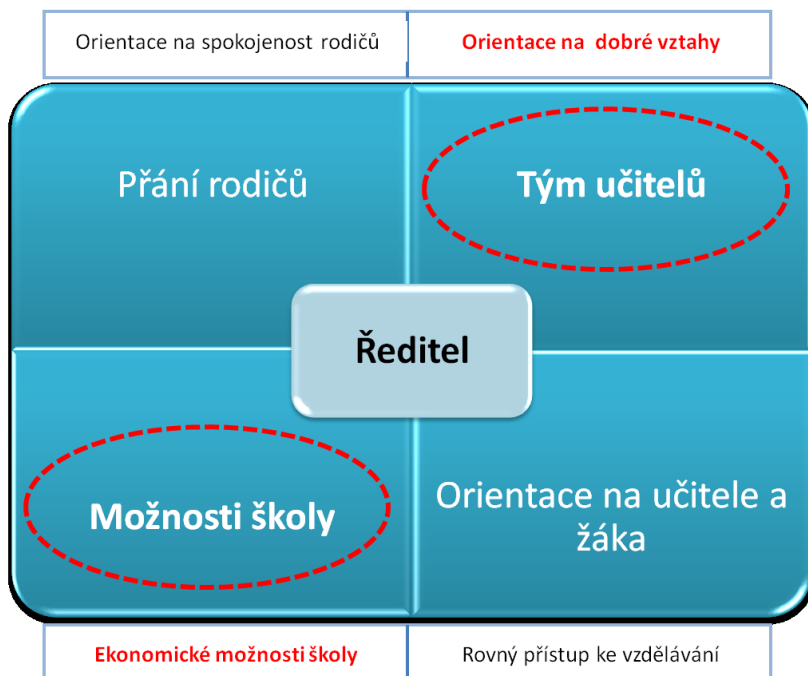 Orientace na spokojenost rodičů
Orientace na dobré vztahy
Přání rodičů
Tým učitelů
Ředitel
Možnosti školy
Orientace na učitele a
žáka
Ekonomické možnosti školy
Rovný přístup ke vzdělávání